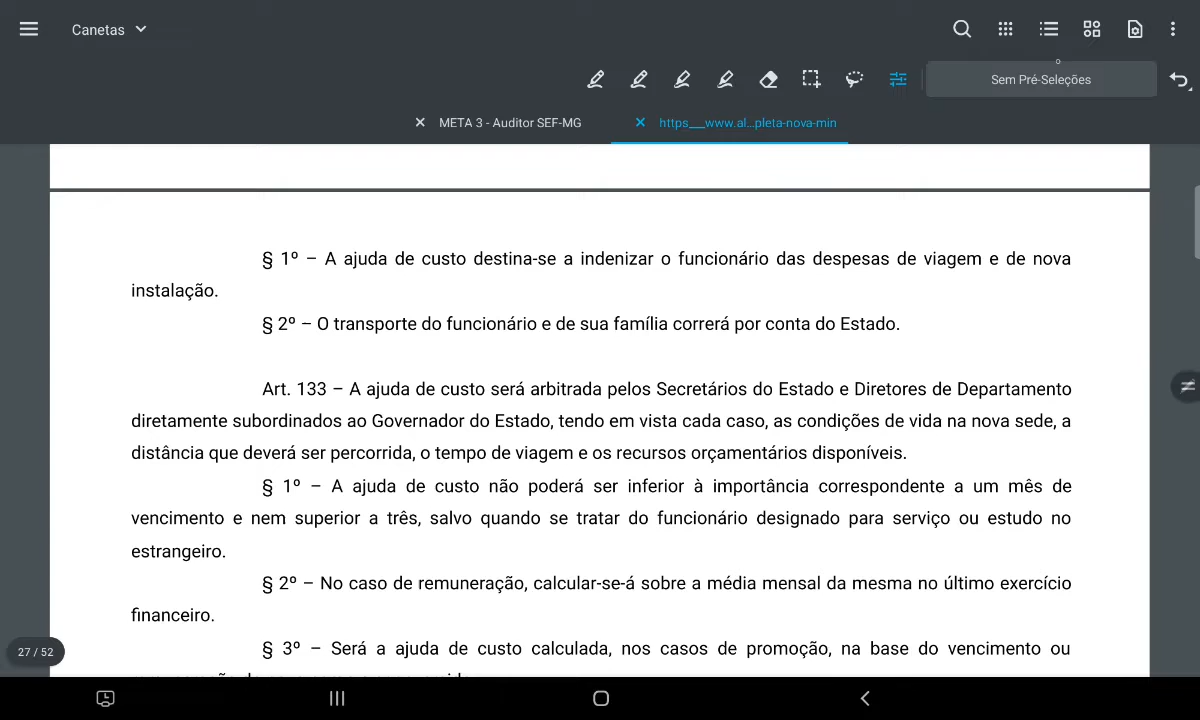 Canetas
Sem Pré-Seleções
META 3 - Auditor SEF-MG
https__www.al...pleta-nova-min
§ 1º – A ajuda de custo destina-se a indenizar o funcionário das despesas de viagem e de nova
instalação.
§ 2º – O transporte do funcionário e de sua família correrá por conta do Estado.
Art. 133 – A ajuda de custo será arbitrada pelos Secretários do Estado e Diretores de Departamento
diretamente subordinados ao Governador do Estado, tendo em vista cada caso, as condições de vida na nova sede, a
distância que deverá ser percorrida, o tempo de viagem e os recursos orçamentários disponíveis.
§ 1º – A ajuda de custo não poderá ser inferior à importância correspondente a um mês de
vencimento e nem superior a três, salvo quando se tratar do funcionário designado para serviço ou estudo no
estrangeiro.
§ 2º – No caso de remuneração, calcular-se-á sobre a média mensal da mesma no último exercício
financeiro.
§ 3º – Será a ajuda de custo calculada, nos casos de promoção, na base do vencimento ou
27 / 52